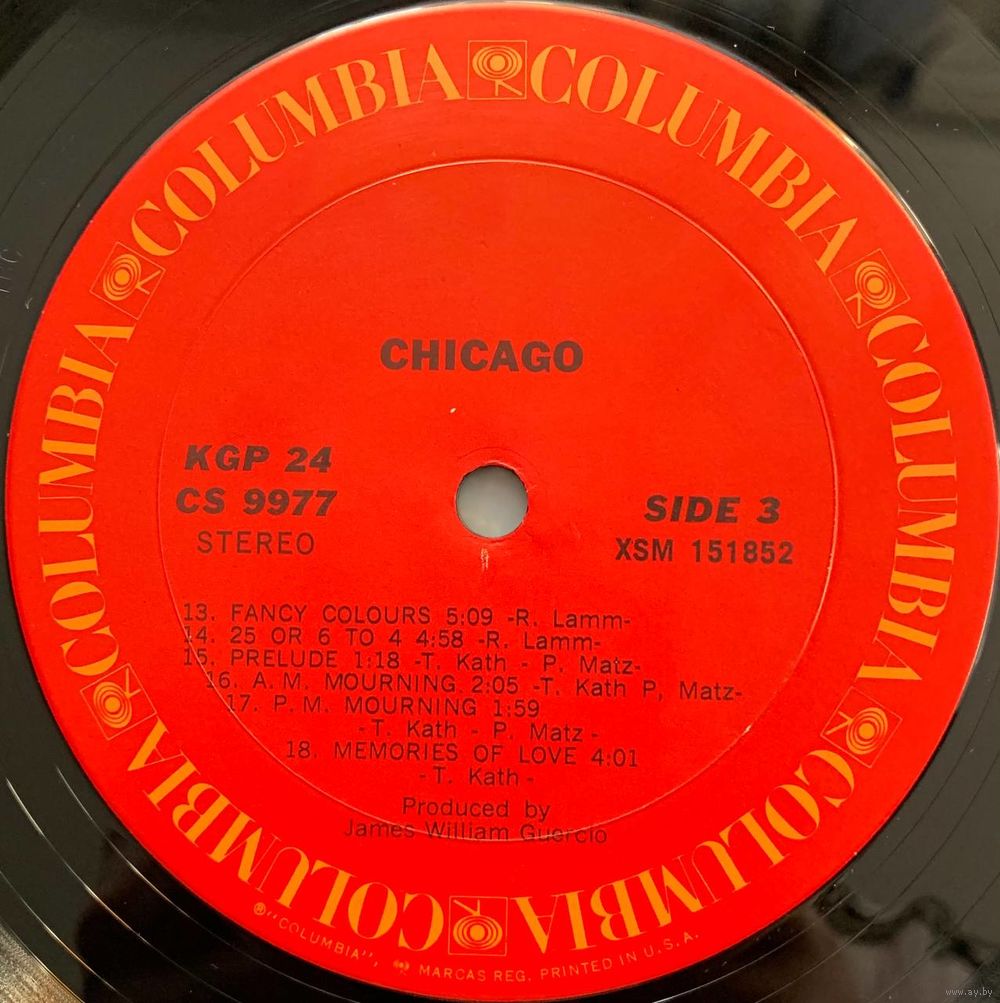 COLUMBIA COLUMBIA COLUMBIA COLUMBIA COLUMBIA COLUMBIA
CHICAGO
KGP 24
CS 9977
STEREO
SIDE 3
XSM 151852
13. FANCY COLOURS 5:09 -R. Lamm-
14. 25 OR 6 TO 4 4:58 -R. Lamm-
15. PRELUDE 1:18 -T. Kath - P. Matz-
16. A.M. MOURNING 2:05 -T. Kath P, Matz-
17. P.M. MOURNING 1:59
-T. Kath - P. Matz-
18. MEMORIES OF LOVE 4:01
-T. Kath-
Produced by
James William Guercio
®"COLUMBIA", MARCAS REG. PRINTED IN U.S.A.
www.ay.by